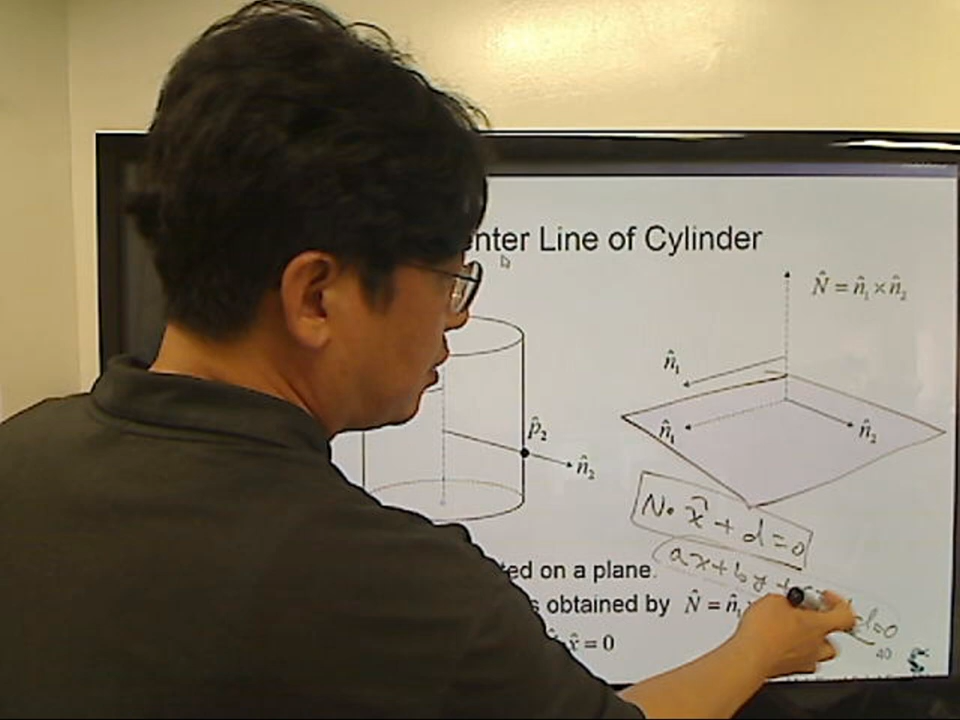 enter Line of Cylinder
N̂ = n̂₁ × n̂₂
n̂₁
n̂₁
n̂₂
p̂₂
n̂₂
N · x̂ + d = 0
ax + by + d = 0
ted on a plane.
s obtained by N̂ = n̂₁
x̂ = 0
40